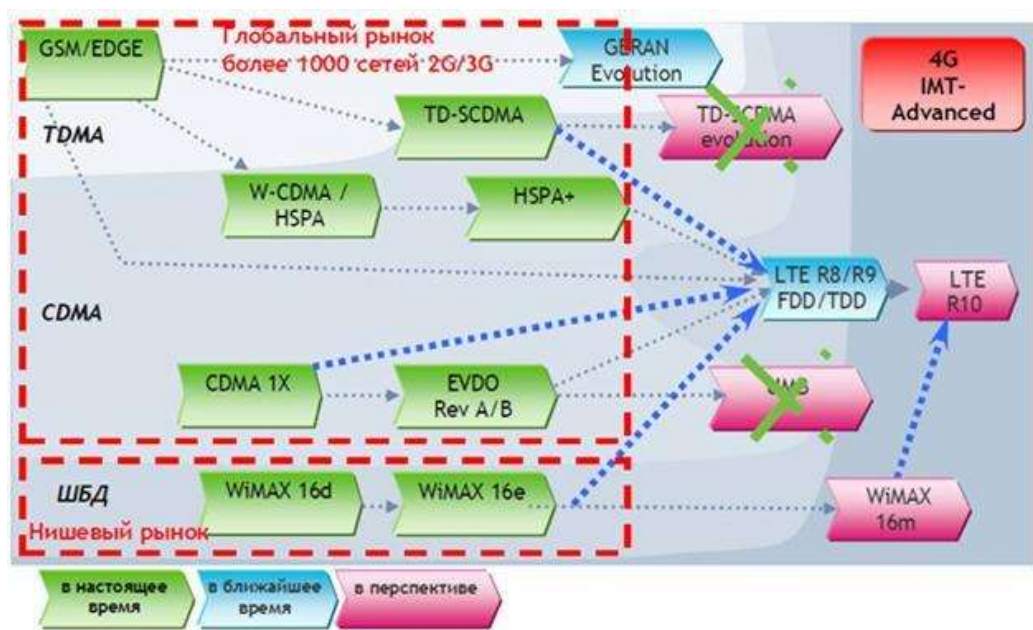 Глобальный рынок
более 1000 сетей 2G/3G
GSM/EDGE
GERAN
Evolution
4G
IMT-
Advanced
TDMA
TD-SCDMA
TD-SCDMA
evolution
W-CDMA /
HSPA
HSPA+
LTE R8/R9
FDD/TDD
LTE
R10
CDMA
CDMA 1X
EVDO
Rev A/B
UMB
ШБД
WiMAX 16d
WiMAX 16e
WiMAX
16m
Нишевый рынок
в настоящее
время
в ближайшее
время
в перспективе